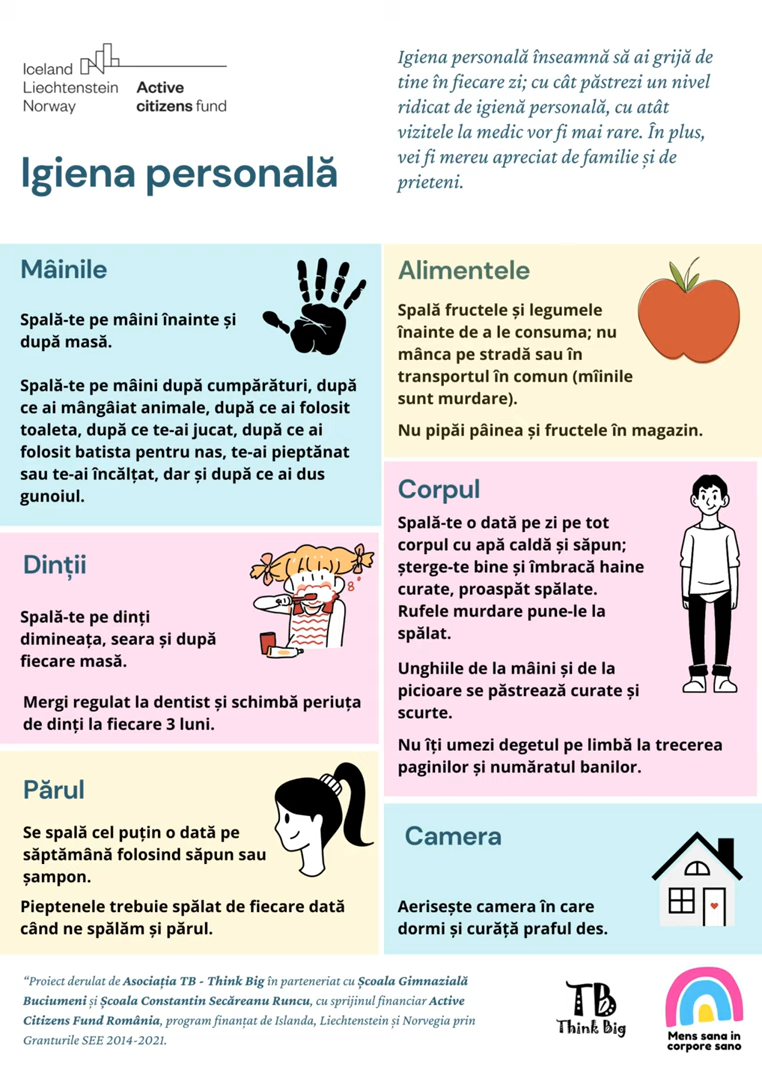 Iceland
Liechtenstein
Norway
Active
citizens fund
Igiena personală
Igiena personală înseamnă să ai grijă de
tine în fiecare zi; cu cât păstrezi un nivel
ridicat de igienă personală, cu atât
vizitele la medic vor fi mai rare. În plus,
vei fi mereu apreciat de familie și de
prieteni.
Mâinile
Spală-te pe mâini înainte și
după masă.
Spală-te pe mâini după cumpărături, după
ce ai mângâiat animale, după ce ai folosit
toaleta, după ce te-ai jucat, după ce ai
folosit batista pentru nas, te-ai pieptănat
sau te-ai încălțat, dar și după ce ai dus
gunoiul.
Dinții
Spală-te pe dinți
dimineața, seara și după
fiecare masă.
Mergi regulat la dentist și schimbă periuța
de dinți la fiecare 3 luni.
Părul
Se spală cel puțin o dată pe
săptămână folosind săpun sau
șampon.
Pieptenele trebuie spălat de fiecare dată
când ne spălăm și părul.
Alimentele
Spală fructele și legumele
înainte de a le consuma; nu
mânca pe stradă sau în
transportul în comun (mîinile
sunt murdare).
Nu pipăi pâinea și fructele în magazin.
Corpul
Spală-te o dată pe zi pe tot
corpul cu apă caldă și săpun;
șterge-te bine și îmbracă haine
curate, proaspăt spălate.
Rufele murdare pune-le la
spălat.
Unghiile de la mâini și de la
picioare se păstrează curate și
scurte.
Nu îți umezi degetul pe limbă la trecerea
paginilor și număratul banilor.
Camera
Aerisește camera în care
dormi și curăță praful des.
“Proiect derulat de Asociația TB - Think Big în parteneriat cu Școala Gimnazială
Buciumeni și Școala Constantin Secăreanu Runcu, cu sprijinul financiar Active
Citizens Fund România, program finanțat de Islanda, Liechtenstein și Norvegia prin
Granturile SEE 2014-2021.
TB
Think Big
Mens sana in
corpore sano